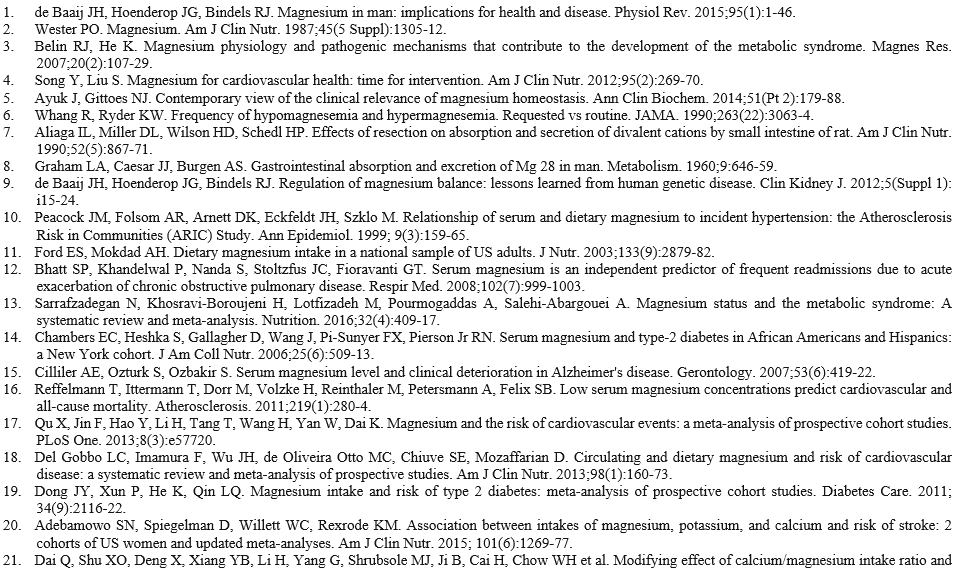 1. de Baaij JH, Hoenderop JG, Bindels RJ. Magnesium in man: implications for health and disease. Physiol Rev. 2015;95(1):1-46.
2. Wester PO. Magnesium. Am J Clin Nutr. 1987;45(5 Suppl):1305-12.
3. Belin RJ, He K. Magnesium physiology and pathogenic mechanisms that contribute to the development of the metabolic syndrome. Magnes Res.
2007;20(2):107-29.
4. Song Y, Liu S. Magnesium for cardiovascular health: time for intervention. Am J Clin Nutr. 2012;95(2):269-70.
5. Ayuk J, Gittoes NJ. Contemporary view of the clinical relevance of magnesium homeostasis. Ann Clin Biochem. 2014;51(Pt 2):179-88.
6. Whang R, Ryder KW. Frequency of hypomagnesemia and hypermagnesemia. Requested vs routine. JAMA. 1990;263(22):3063-4.
7. Aliaga IL, Miller DL, Wilson HD, Schedl HP. Effects of resection on absorption and secretion of divalent cations by small intestine of rat. Am J Clin Nutr.
1990;52(5):867-71.
8. Graham LA, Caesar JJ, Burgen AS. Gastrointestinal absorption and excretion of Mg 28 in man. Metabolism. 1960;9:646-59.
9. de Baaij JH, Hoenderop JG, Bindels RJ. Regulation of magnesium balance: lessons learned from human genetic disease. Clin Kidney J. 2012;5(Suppl 1):
i15-24.
10. Peacock JM, Folsom AR, Arnett DK, Eckfeldt JH, Szklo M. Relationship of serum and dietary magnesium to incident hypertension: the Atherosclerosis
Risk in Communities (ARIC) Study. Ann Epidemiol. 1999; 9(3):159-65.
11. Ford ES, Mokdad AH. Dietary magnesium intake in a national sample of US adults. J Nutr. 2003;133(9):2879-82.
12. Bhatt SP, Khandelwal P, Nanda S, Stoltzfus JC, Fioravanti GT. Serum magnesium is an independent predictor of frequent readmissions due to acute
exacerbation of chronic obstructive pulmonary disease. Respir Med. 2008;102(7):999-1003.
13. Sarrafzadegan N, Khosravi-Boroujeni H, Lotfizadeh M, Pourmogaddas A, Salehi-Abargouei A. Magnesium status and the metabolic syndrome: A
systematic review and meta-analysis. Nutrition. 2016;32(4):409-17.
14. Chambers EC, Heshka S, Gallagher D, Wang J, Pi-Sunyer FX, Pierson Jr RN. Serum magnesium and type-2 diabetes in African Americans and Hispanics:
a New York cohort. J Am Coll Nutr. 2006;25(6):509-13.
15. Cilliler AE, Ozturk S, Ozbakir S. Serum magnesium level and clinical deterioration in Alzheimer's disease. Gerontology. 2007;53(6):419-22.
16. Reffelmann T, Ittermann T, Dorr M, Volzke H, Reinthaler M, Petersmann A, Felix SB. Low serum magnesium concentrations predict cardiovascular and
all-cause mortality. Atherosclerosis. 2011;219(1):280-4.
17. Qu X, Jin F, Hao Y, Li H, Tang T, Wang H, Yan W, Dai K. Magnesium and the risk of cardiovascular events: a meta-analysis of prospective cohort studies.
PLoS One. 2013;8(3):e57720.
18. Del Gobbo LC, Imamura F, Wu JH, de Oliveira Otto MC, Chiuve SE, Mozaffarian D. Circulating and dietary magnesium and risk of cardiovascular
disease: a systematic review and meta-analysis of prospective studies. Am J Clin Nutr. 2013;98(1):160-73.
19. Dong JY, Xun P, He K, Qin LQ. Magnesium intake and risk of type 2 diabetes: meta-analysis of prospective cohort studies. Diabetes Care. 2011;
34(9):2116-22.
20. Adebamowo SN, Spiegelman D, Willett WC, Rexrode KM. Association between intakes of magnesium, potassium, and calcium and risk of stroke: 2
cohorts of US women and updated meta-analyses. Am J Clin Nutr. 2015; 101(6):1269-77.
21. Dai Q, Shu XO, Deng X, Xiang YB, Li H, Yang G, Shrubsole MJ, Ji B, Cai H, Chow WH et al. Modifying effect of calcium/magnesium intake ratio and